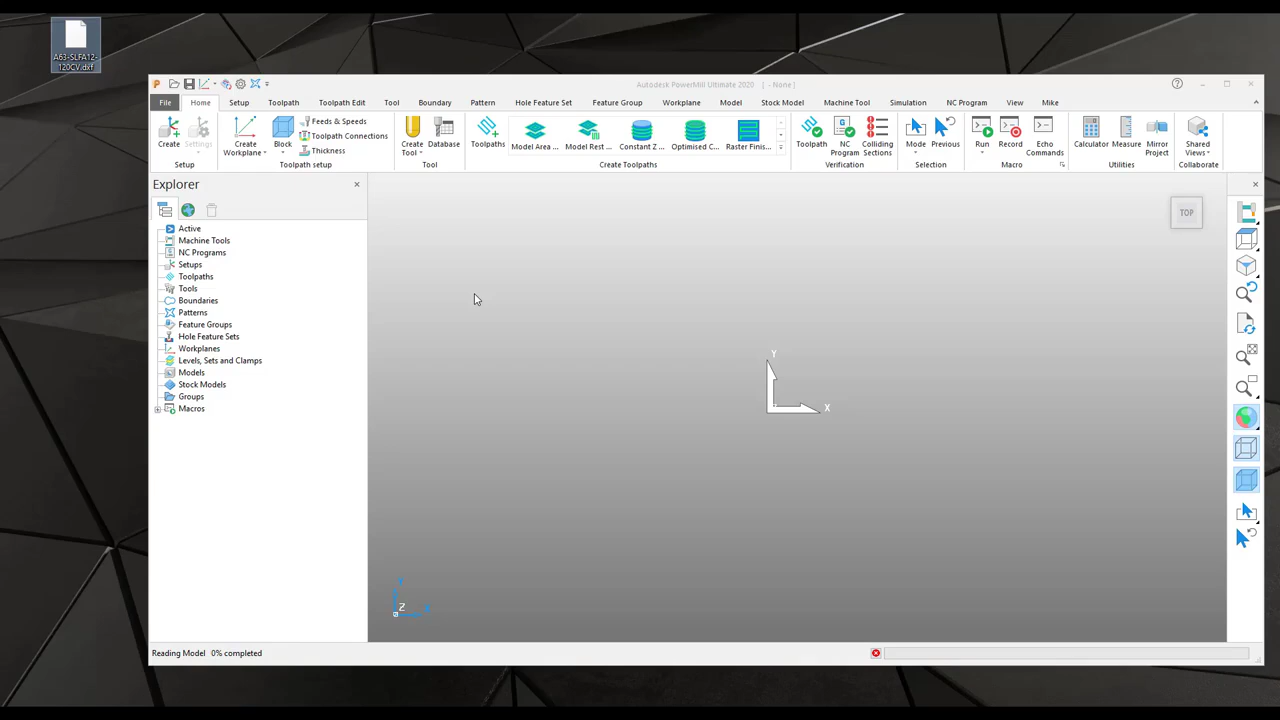 A63-SLFA12-
120CV.dxf
Autodesk PowerMill Ultimate 2020 [ - None ]
File Home Setup Toolpath Toolpath Edit Tool Boundary Pattern Hole Feature Set Feature Group Workplane Model Stock Model Machine Tool Simulation NC Program View Mike
Create
Settings
Setup
Create
Workplane
Block
Feeds & Speeds
Toolpath Connections
Thickness
Toolpath setup
Create
Tool
Database
Tool
Toolpaths
Model Area ...
Model Rest ...
Constant Z ...
Optimised C...
Raster Finis...
Create Toolpaths
Toolpath
NC
Program
Colliding
Sections
Verification
Mode
Previous
Selection
Run
Record
Echo
Commands
Macro
Calculator
Measure
Mirror
Project
Utilities
Shared
Views
Collaborate
Explorer
Active
Machine Tools
NC Programs
Setups
Toolpaths
Tools
Boundaries
Patterns
Feature Groups
Hole Feature Sets
Workplanes
Levels, Sets and Clamps
Models
Stock Models
Groups
Macros
TOP
Y
X
Z
Reading Model 0% completed